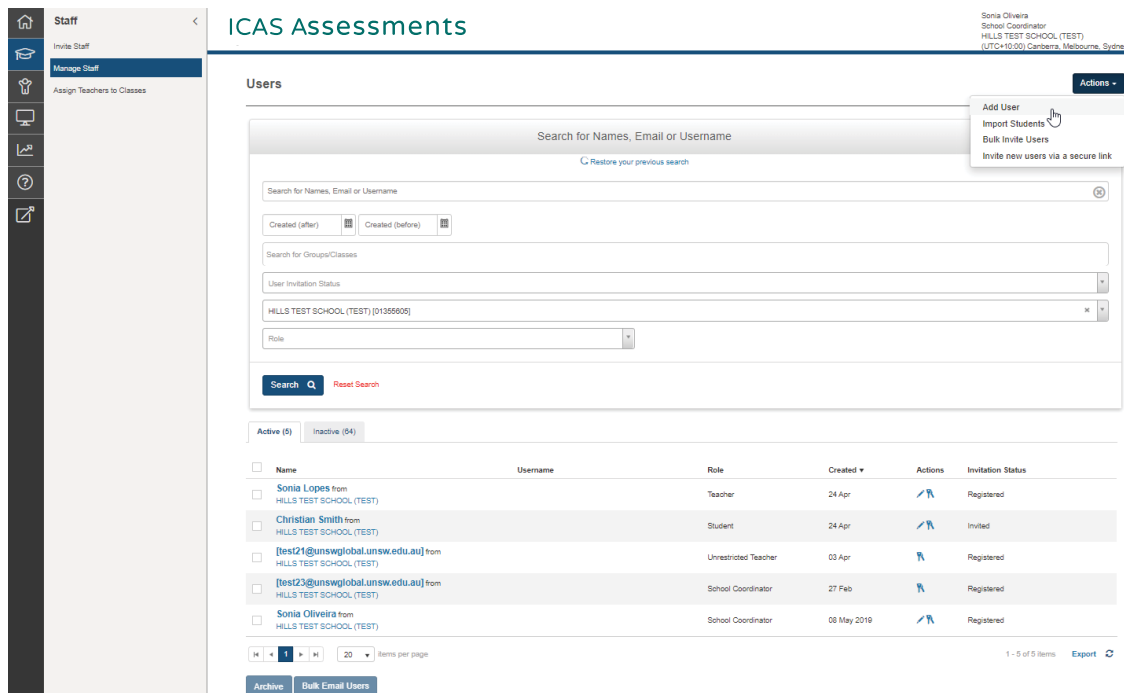 Staff
Invite Staff
Manage Staff
Assign Teachers to Classes
ICAS Assessments
Sonia Oliveira
School Coordinator
HILLS TEST SCHOOL (TEST)
(UTC+10:00) Canberra, Melbourne, Sydne
Users
Actions
Add User
Import Students
Bulk Invite Users
Invite new users via a secure link
Search for Names, Email or Username
Restore your previous search
Search for Names, Email or Username
Created (after) Created (before)
Search for Groups/Classes
User Invitation Status
HILLS TEST SCHOOL (TEST) [01355605]
Role
Search Reset Search
Active (5) Inactive (64)
Name Username Role Created Actions Invitation Status
Sonia Lopes from
HILLS TEST SCHOOL (TEST) Teacher 24 Apr Registered
Christian Smith from
HILLS TEST SCHOOL (TEST) Student 24 Apr Invited
[test21@unswglobal.unsw.edu.au] from
HILLS TEST SCHOOL (TEST) Unrestricted Teacher 03 Apr Registered
[test23@unswglobal.unsw.edu.au] from
HILLS TEST SCHOOL (TEST) School Coordinator 27 Feb Registered
Sonia Oliveira from
HILLS TEST SCHOOL (TEST) School Coordinator 08 May 2019 Registered
1 20 items per page 1 - 5 of 5 items Export
Archive Bulk Email Users